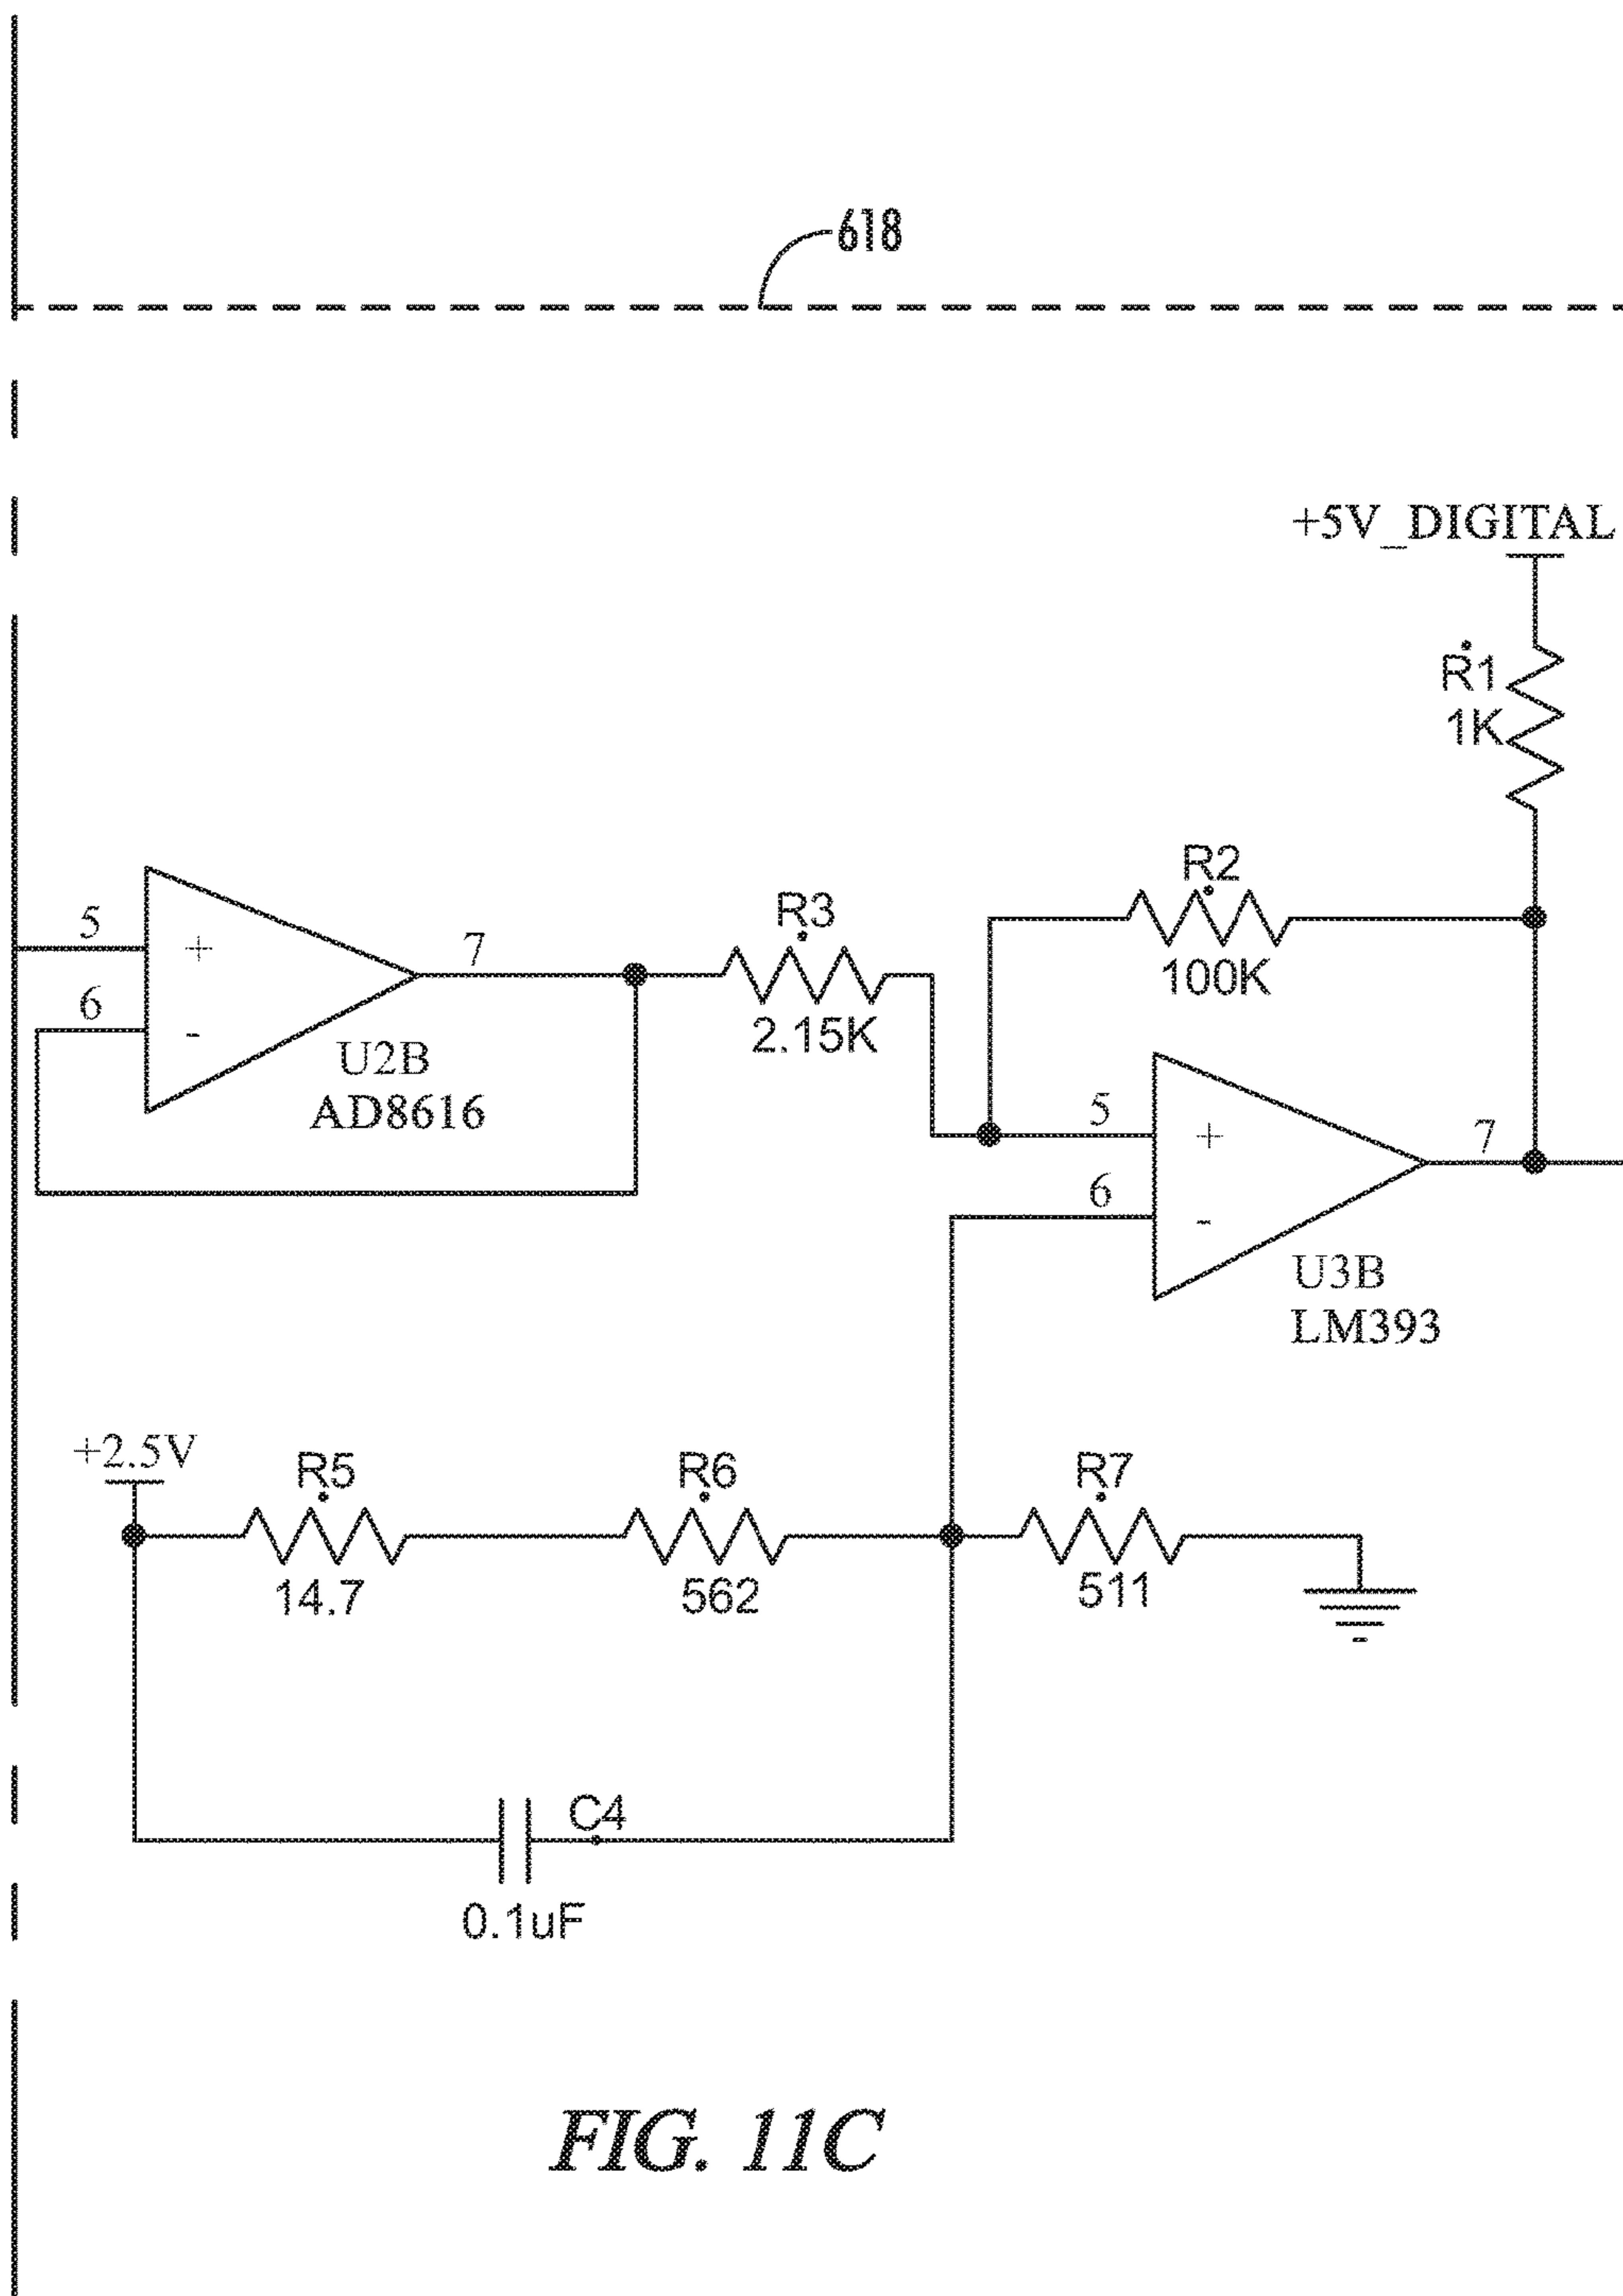 618
+5V_DIGITAL
R1
1K
R2
100K
R3
2.15K
5
+
6
-
7
U2B
AD8616
5
+
6
-
7
U3B
LM393
+2.5V
R5
14.7
R6
562
R7
511
C4
0.1uF
FIG. 11C